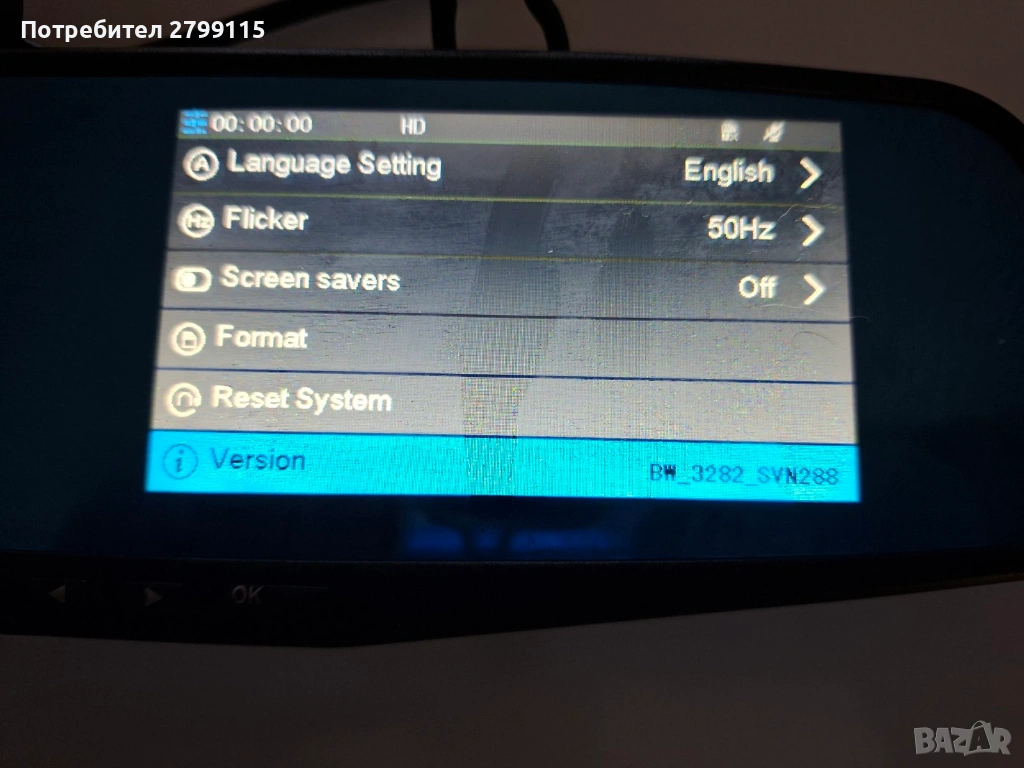 Потребител 2799115
00:00:00 HD
Language Setting English
Flicker 50Hz
Screen savers Off
Format
Reset System
Version BW_3282_SVN288
OK
BAZAR